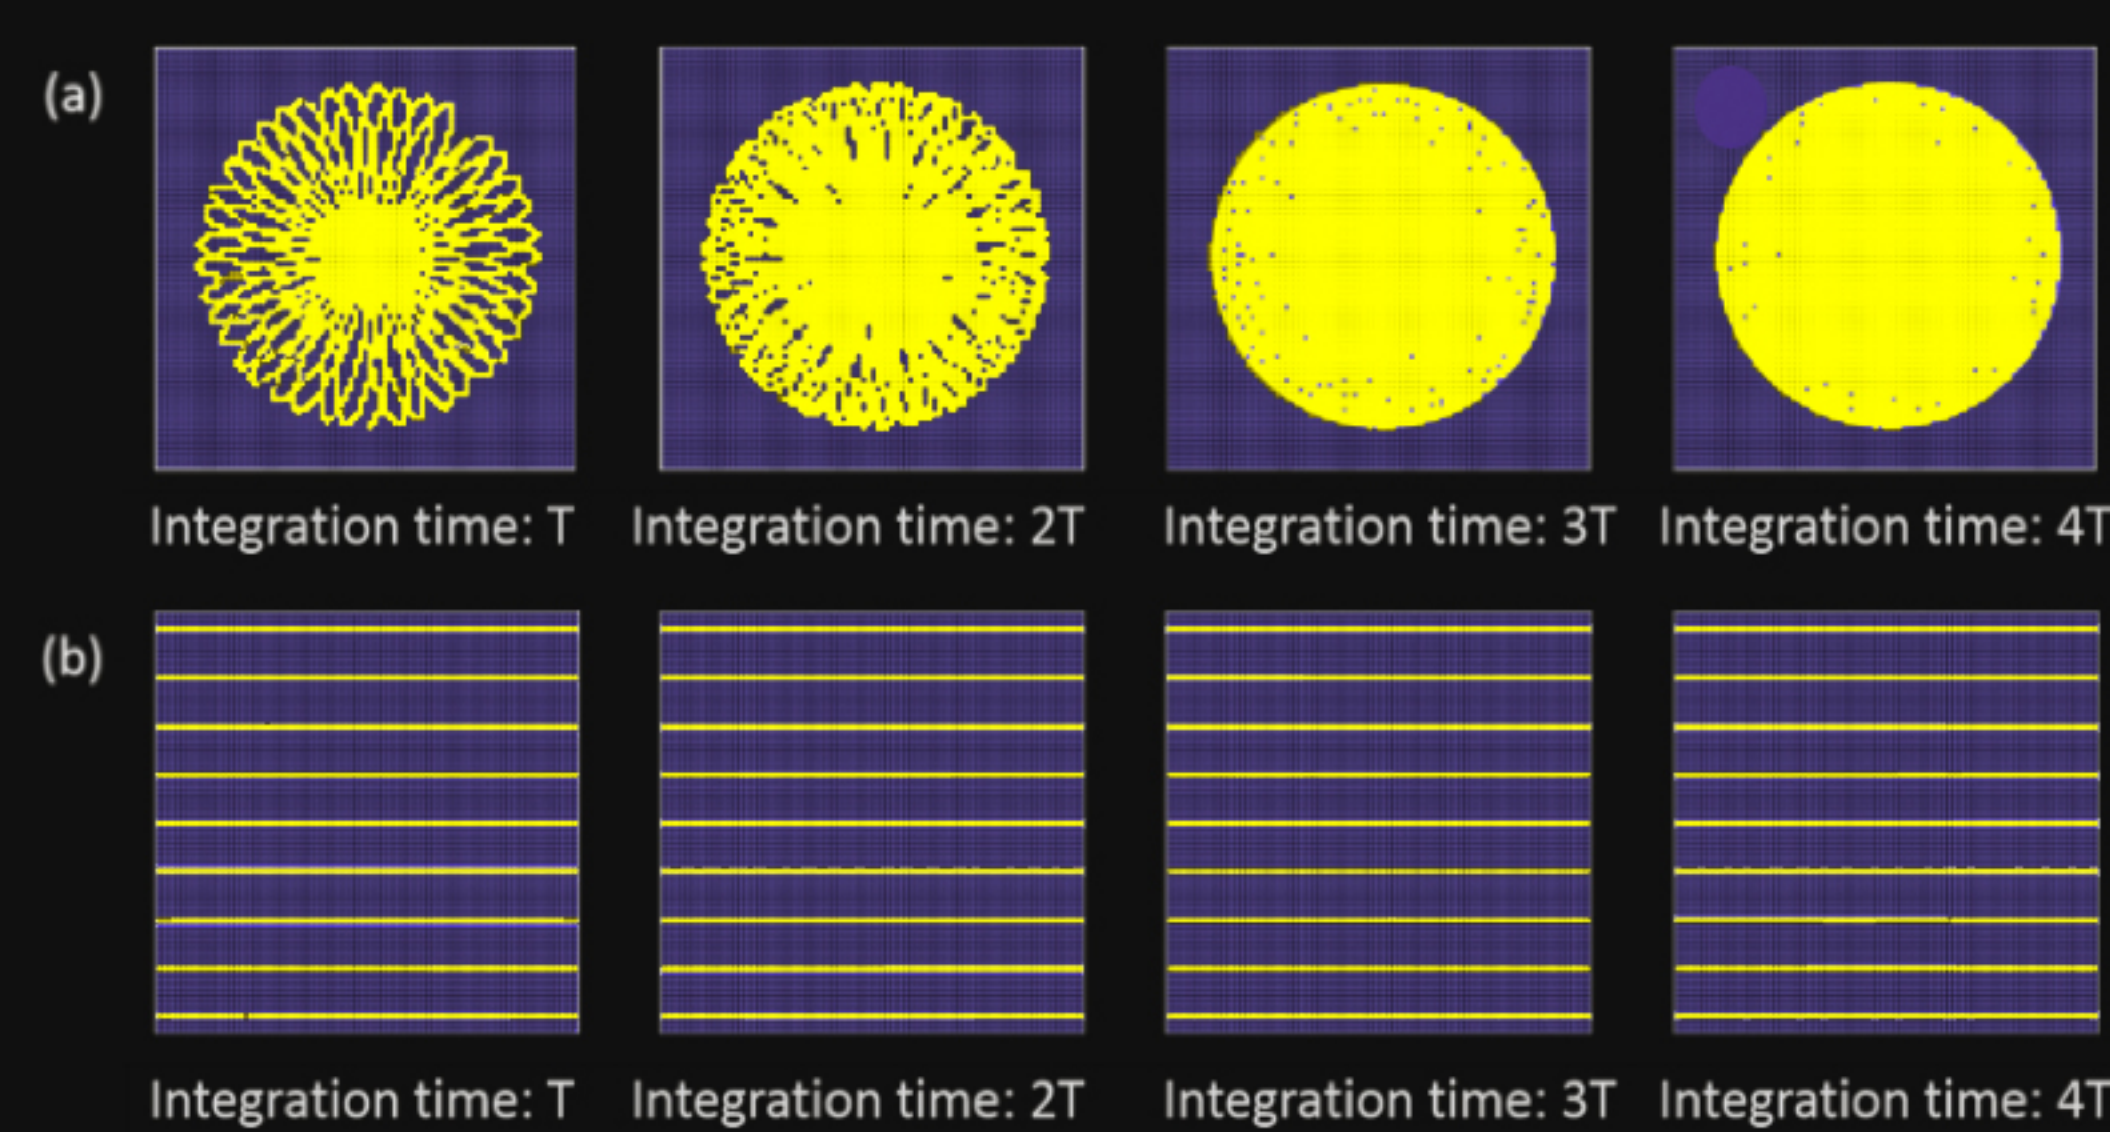 (a)
Integration time: T
Integration time: 2T
Integration time: 3T
Integration time: 4T
(b)
Integration time: T
Integration time: 2T
Integration time: 3T
Integration time: 4T